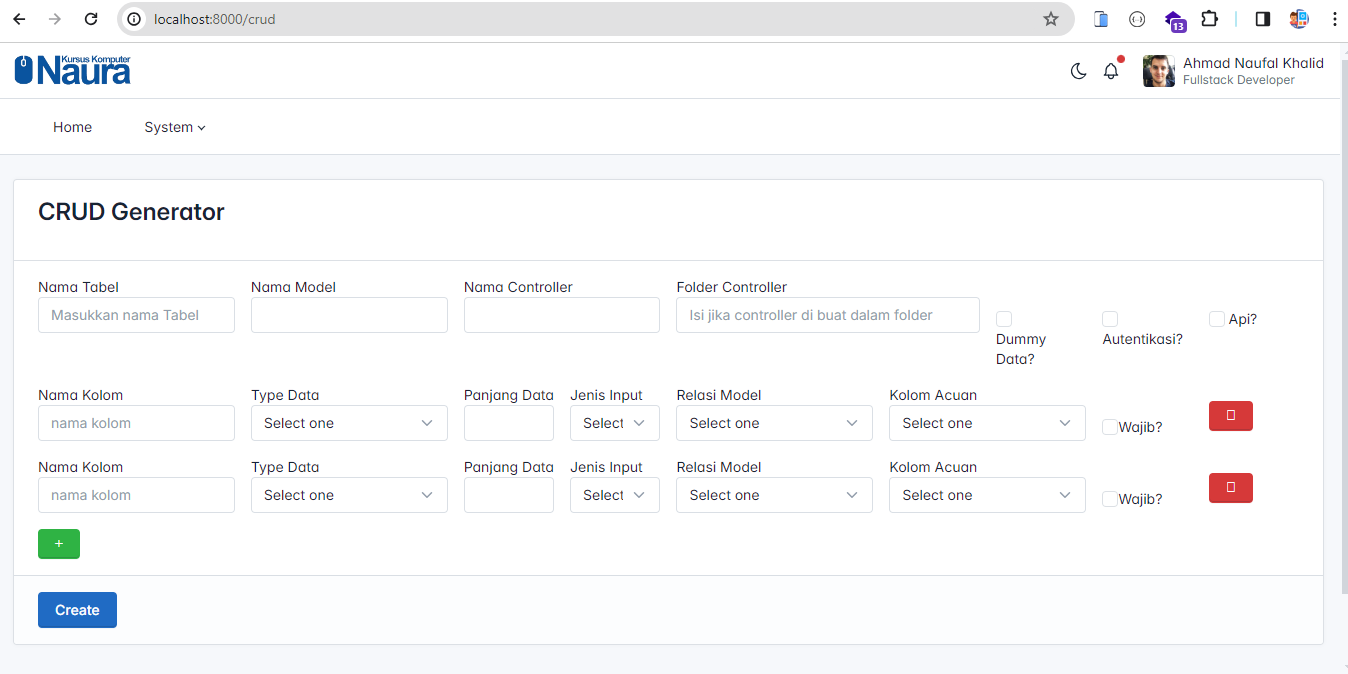 localhost:8000/crud
13
Kursus Komputer
Naura
Ahmad Naufal Khalid
Fullstack Developer
Home System
CRUD Generator
Nama Tabel Nama Model Nama Controller Folder Controller
Masukkan nama Tabel Isi jika controller di buat dalam folder
Dummy Data? Autentikasi? Api?
Nama Kolom Type Data Panjang Data Jenis Input Relasi Model Kolom Acuan
nama kolom Select one Select Select one Select one Wajib?
Nama Kolom Type Data Panjang Data Jenis Input Relasi Model Kolom Acuan
nama kolom Select one Select Select one Select one Wajib?
+
Create